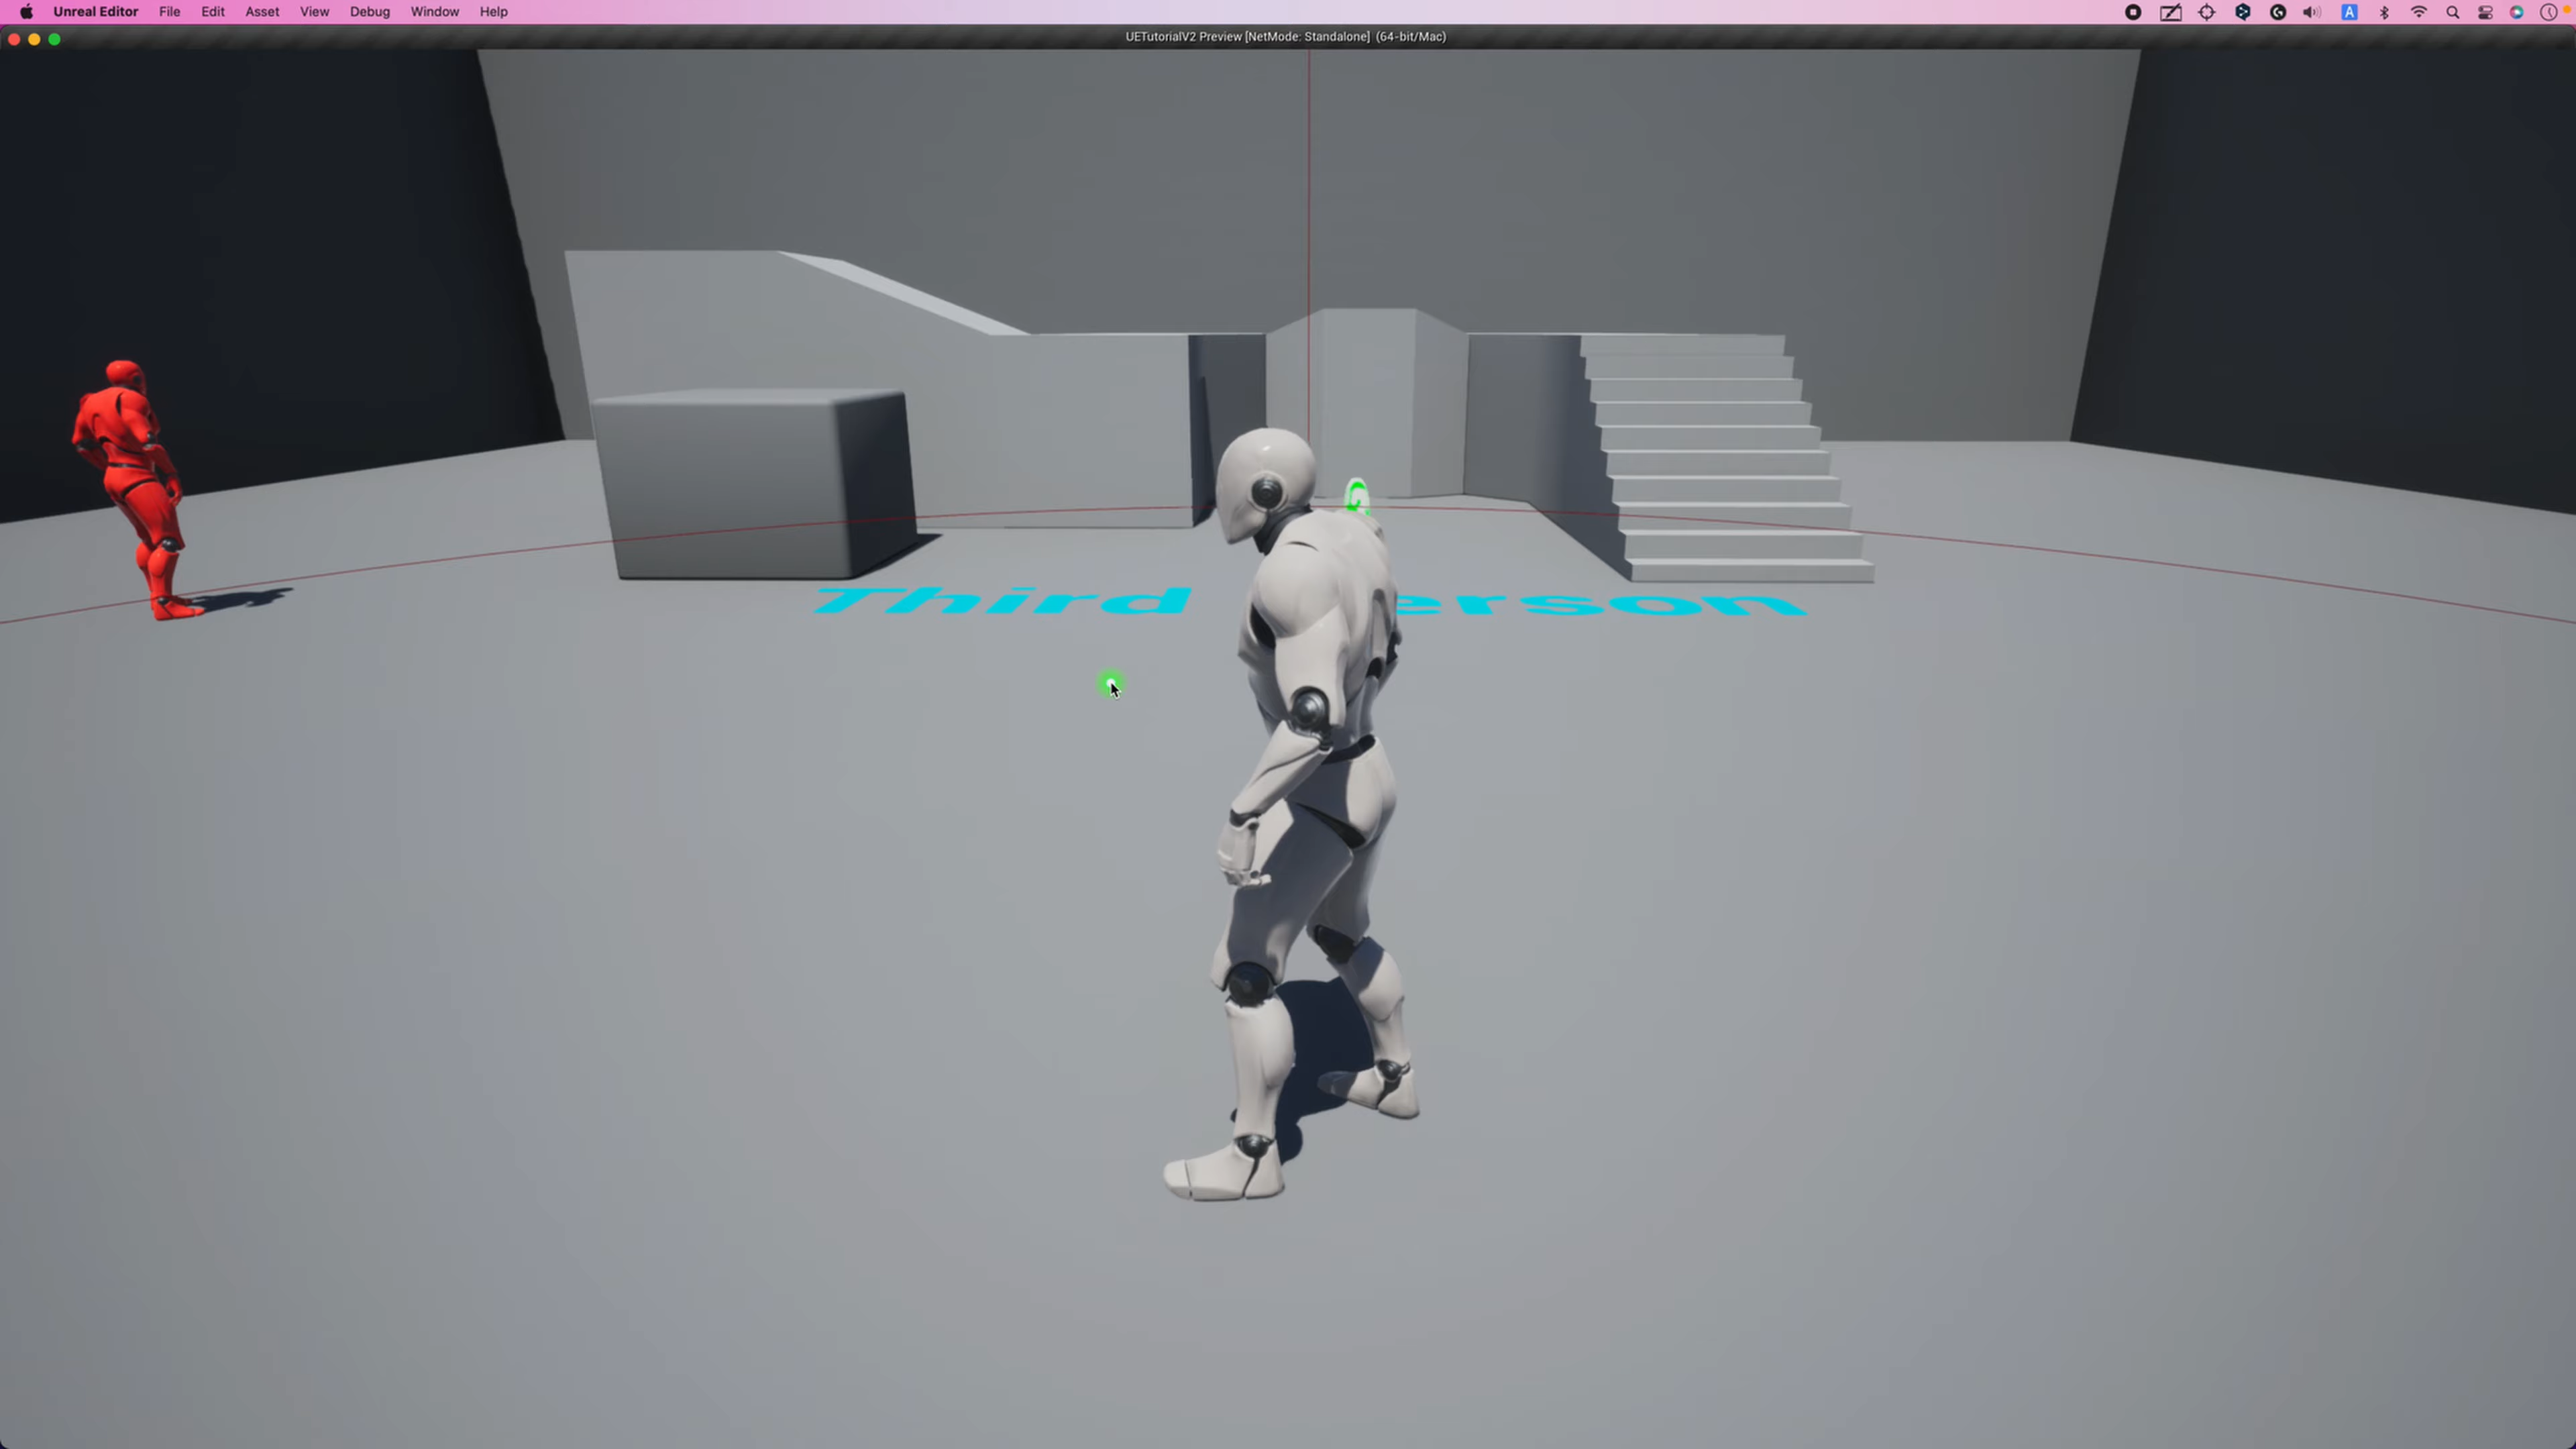 Unreal Editor File Edit Asset View Debug Window Help A
UETutorialV2 Preview [NetMode: Standalone] (64-bit/Mac)
Third erson